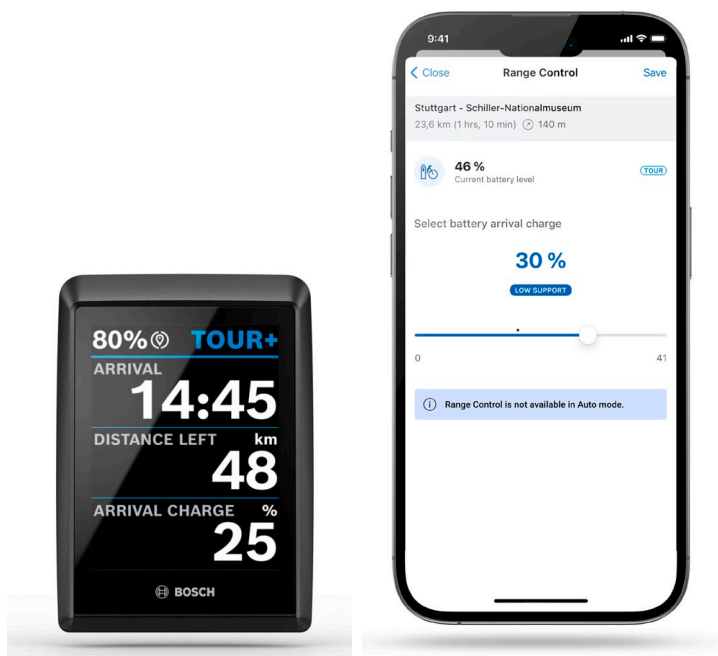 80% TOUR+
ARRIVAL
14:45
DISTANCE LEFT km
48
ARRIVAL CHARGE %
25
BOSCH
9:41
Close Range Control Save
Stuttgart - Schiller-Nationalmuseum
23,6 km (1 hrs, 10 min) 140 m
46 %
Current battery level
TOUR
Select battery arrival charge
30 %
LOW SUPPORT
0 41
Range Control is not available in Auto mode.